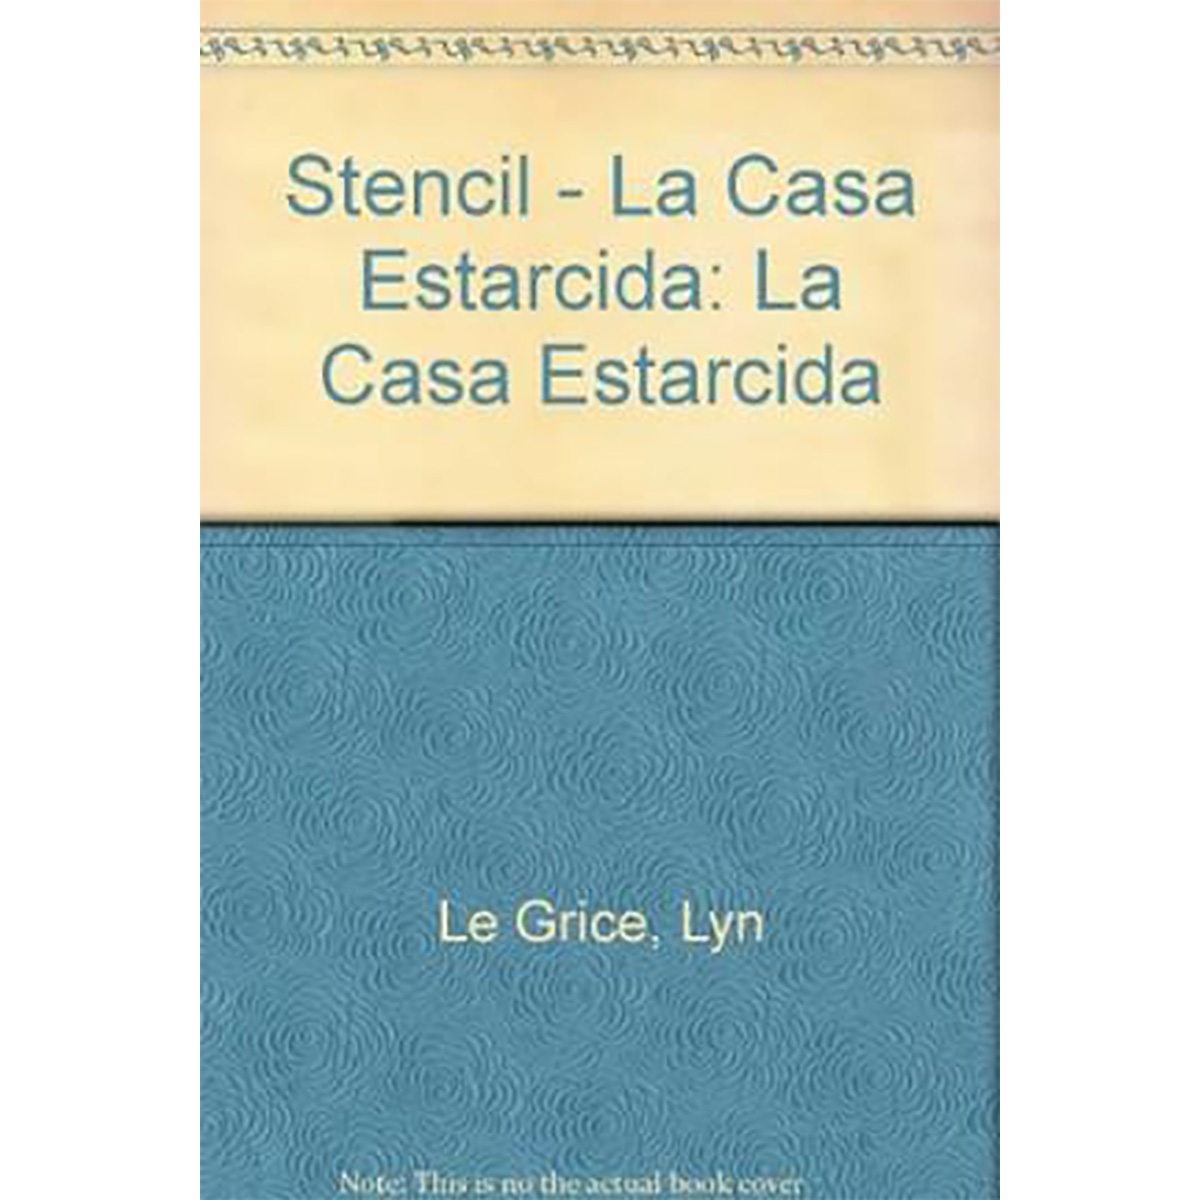 Stencil - La Casa
Estarcida: La
Casa Estarcida
Le Grice, Lyn
Note: This is no the actual book cover